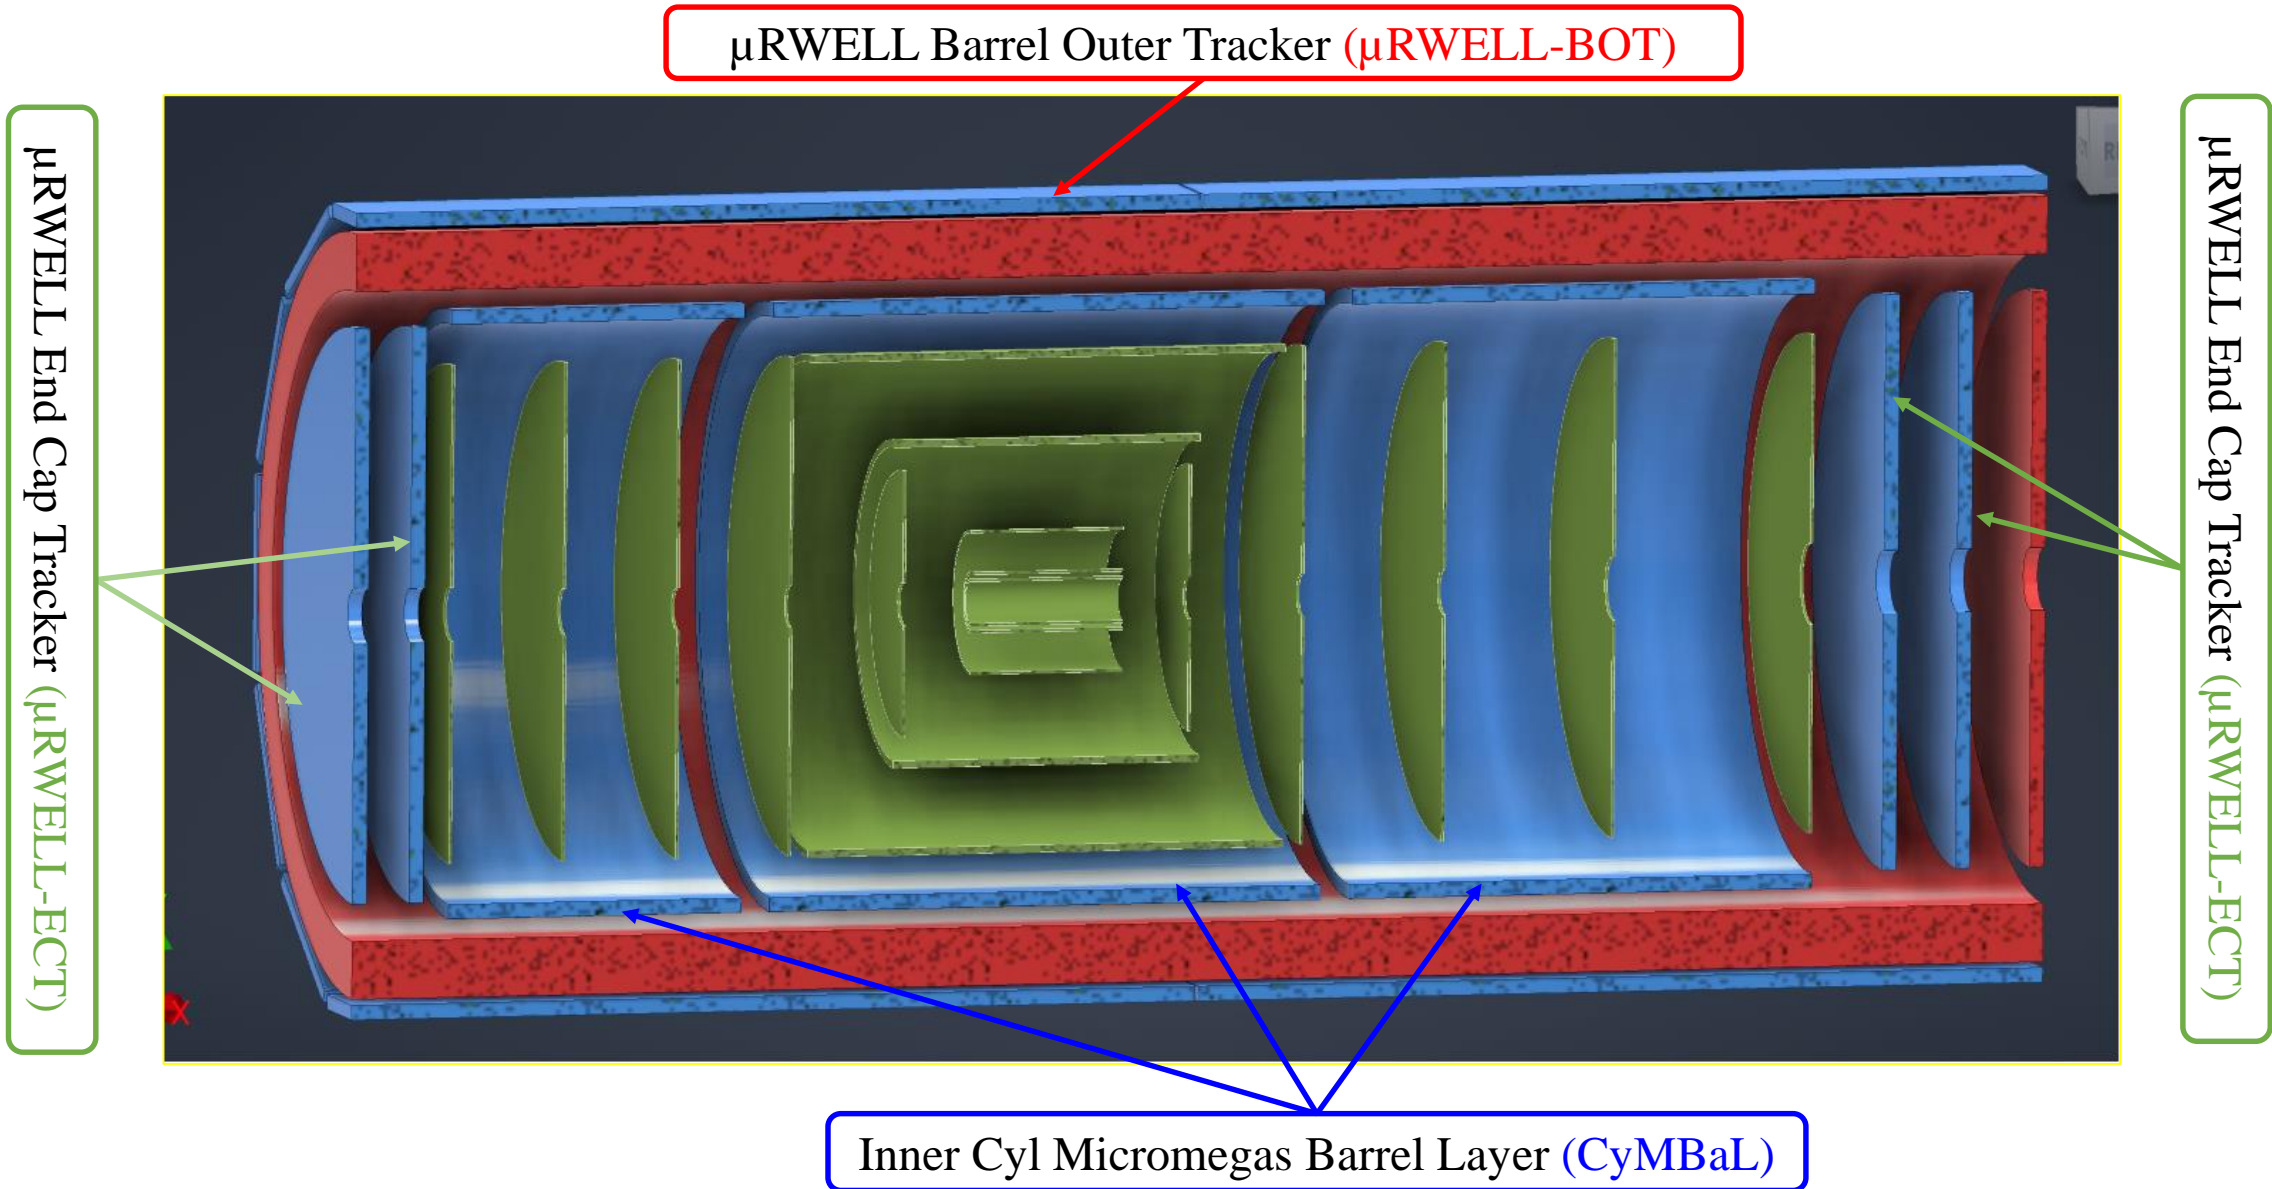 µRWELL Barrel Outer Tracker (µRWELL-BOT)
µRWELL End Cap Tracker (µRWELL-ECT)
µRWELL End Cap Tracker (µRWELL-ECT)
X
Inner Cyl Micromegas Barrel Layer (CyMBaL)